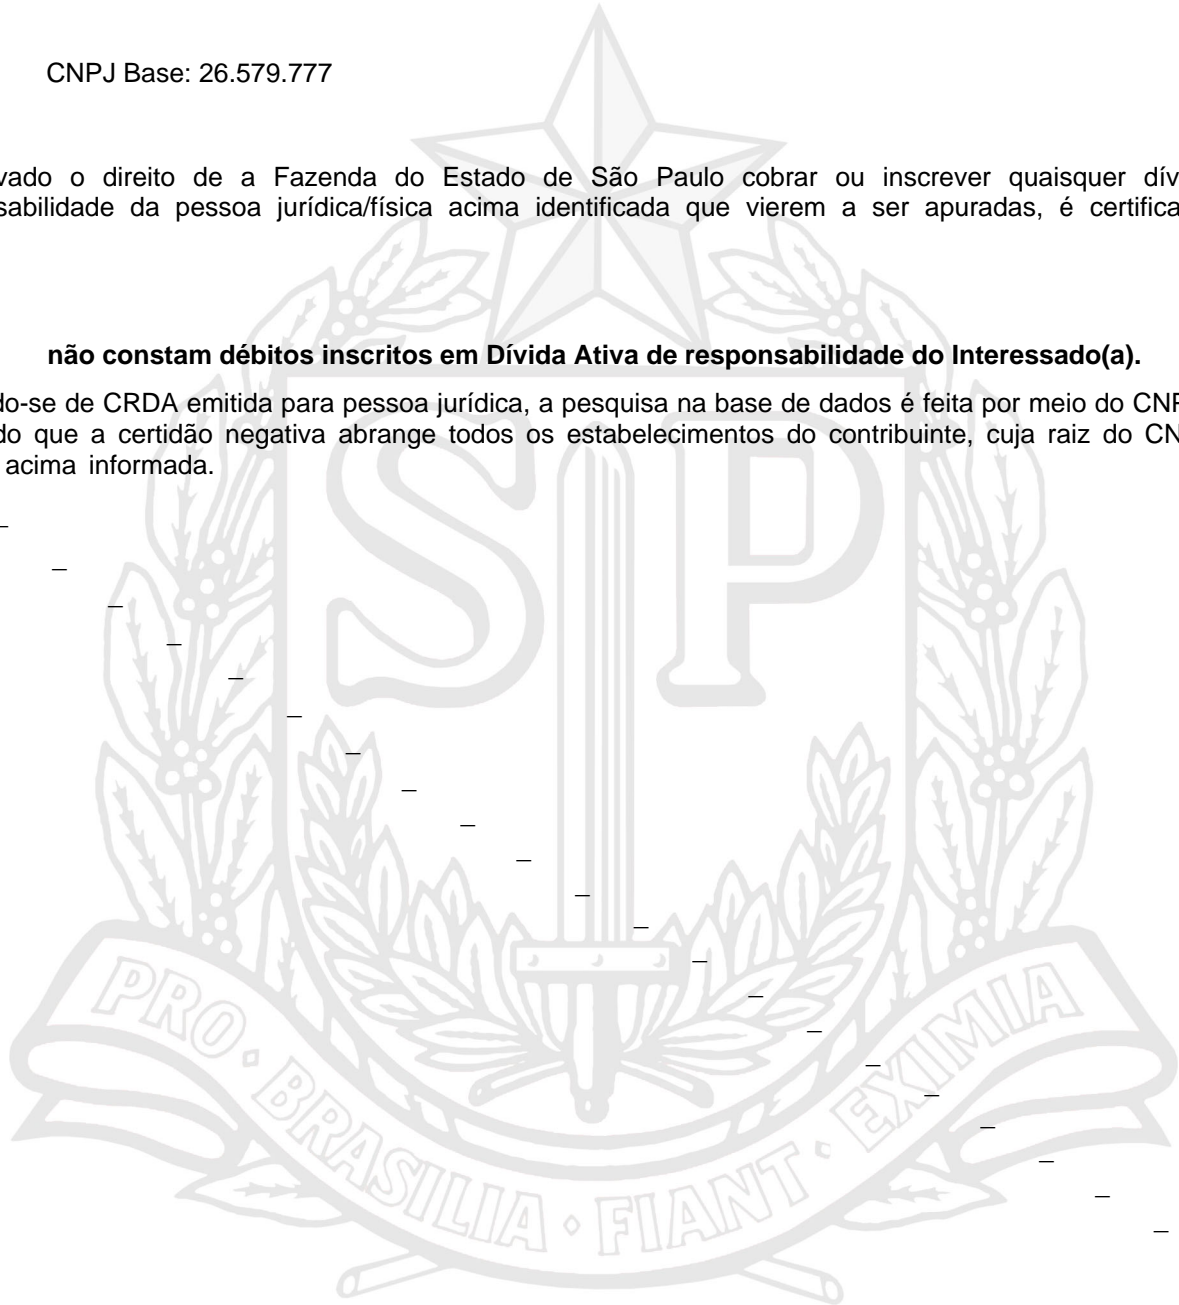 CNPJ Base: 26.579.777
vado o direito de a Fazenda do Estado de São Paulo cobrar ou inscrever quaisquer dív
sabilidade da pessoa jurídica/física acima identificada que vierem a ser apuradas, é certifica
não constam débitos inscritos em Dívida Ativa de responsabilidade do Interessado(a).
do-se de CRDA emitida para pessoa jurídica, a pesquisa na base de dados é feita por meio do CNP
do que a certidão negativa abrange todos os estabelecimentos do contribuinte, cuja raiz do CN
acima informada.
SP
PRO BRASILIA FIANT EXIMIA